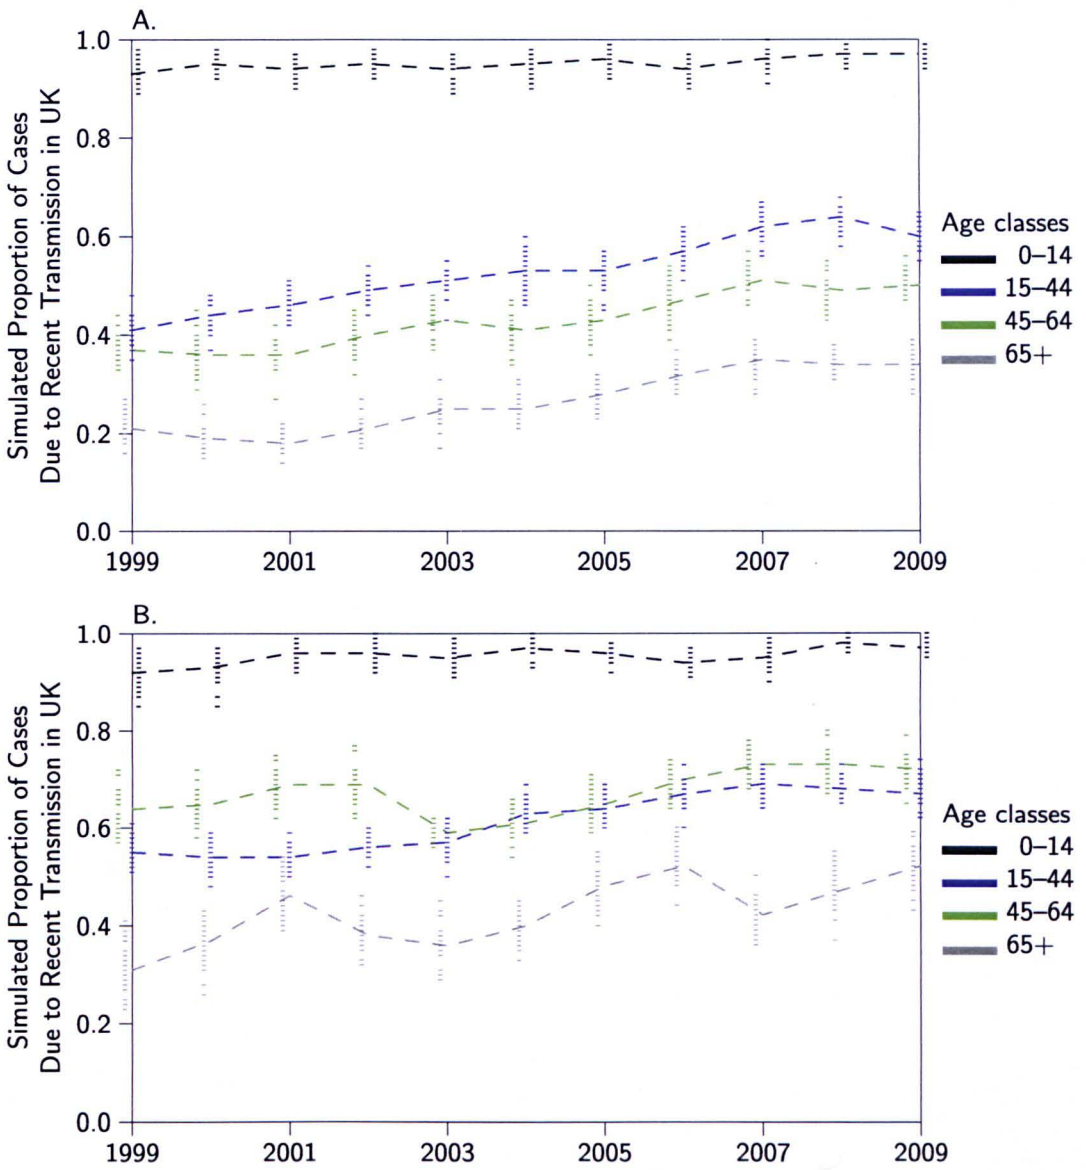 A.
1.0
0.8
0.6
0.4
0.2
0.0
Simulated Proportion of Cases
Due to Recent Transmission in UK
1999 2001 2003 2005 2007 2009
Age classes
0–14
15–44
45–64
65+
B.
1.0
0.8
0.6
0.4
0.2
0.0
Simulated Proportion of Cases
Due to Recent Transmission in UK
1999 2001 2003 2005 2007 2009
Age classes
0–14
15–44
45–64
65+